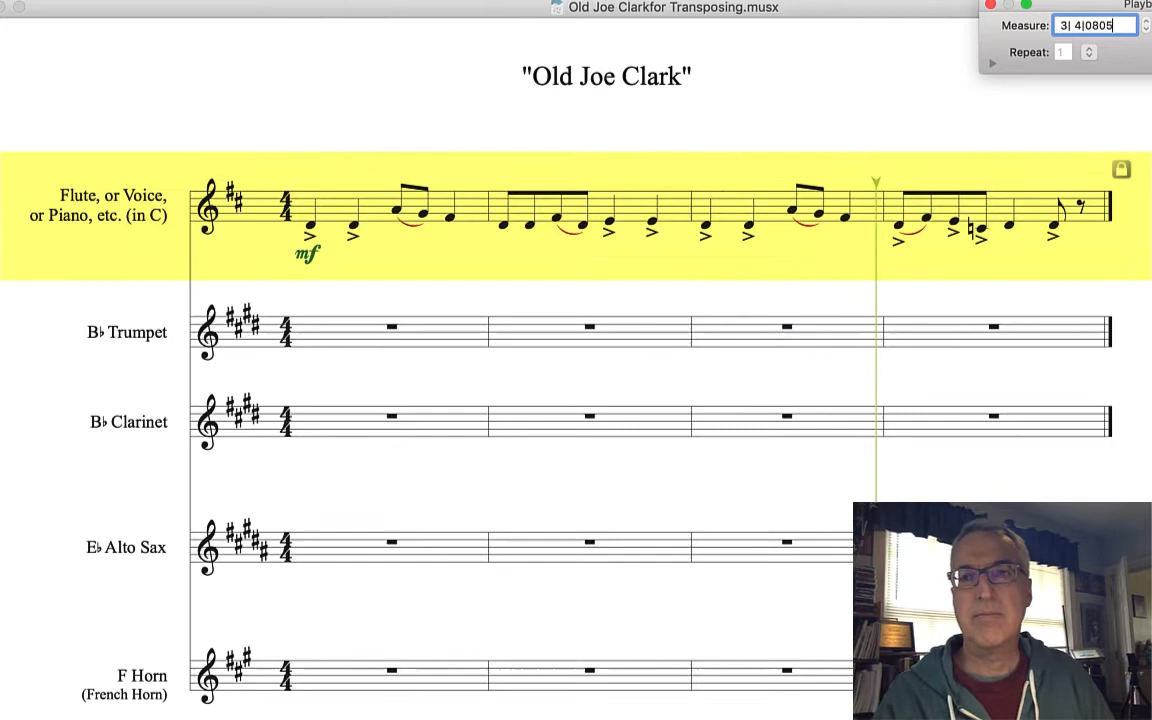 Old Joe Clarkfor Transposing.musx
Playb
Measure: 3| 4|0805
Repeat: 1
"Old Joe Clark"
Flute, or Voice,
or Piano, etc. (in C)
mf
B♭ Trumpet
B♭ Clarinet
E♭ Alto Sax
F Horn
(French Horn)